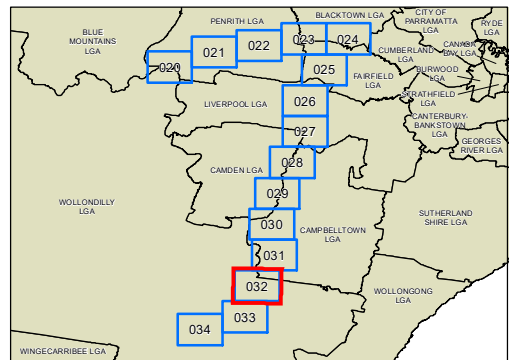 BLACKTOWN LGA
CITY OF
PARRAMATTA
LGA
RYDE
LGA
PENRITH LGA
BLUE
MOUNTAINS
LGA
020
021
022
023
024
CUMBERLAND
LGA
CANADA
BAY LGA
025
FAIRFIELD
LGA
BURWOOD
LGA
STRATHFIELD
LGA
LIVERPOOL LGA
026
CANTERBURY-
BANKSTOWN
LGA
027
GEORGES
RIVER LGA
CAMDEN LGA
028
WOLLONDILLY
LGA
029
SUTHERLAND
SHIRE LGA
030
CAMPBELLTOWN
LGA
031
032
WOLLONGONG
LGA
033
034
WINGECARRIBEE LGA